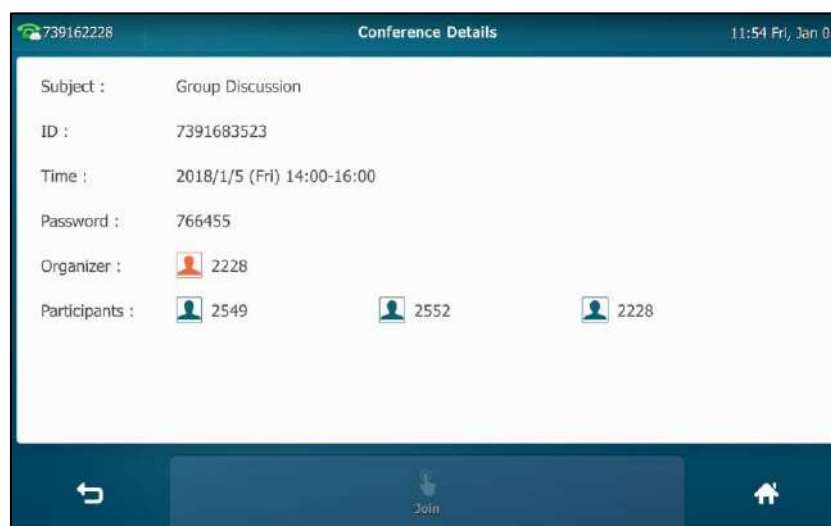 739162228 Conference Details 11:54 Fri, Jan 0
Subject : Group Discussion
ID : 7391683523
Time : 2018/1/5 (Fri) 14:00-16:00
Password : 766455
Organizer : 2228
Participants : 2549 2552 2228
Join